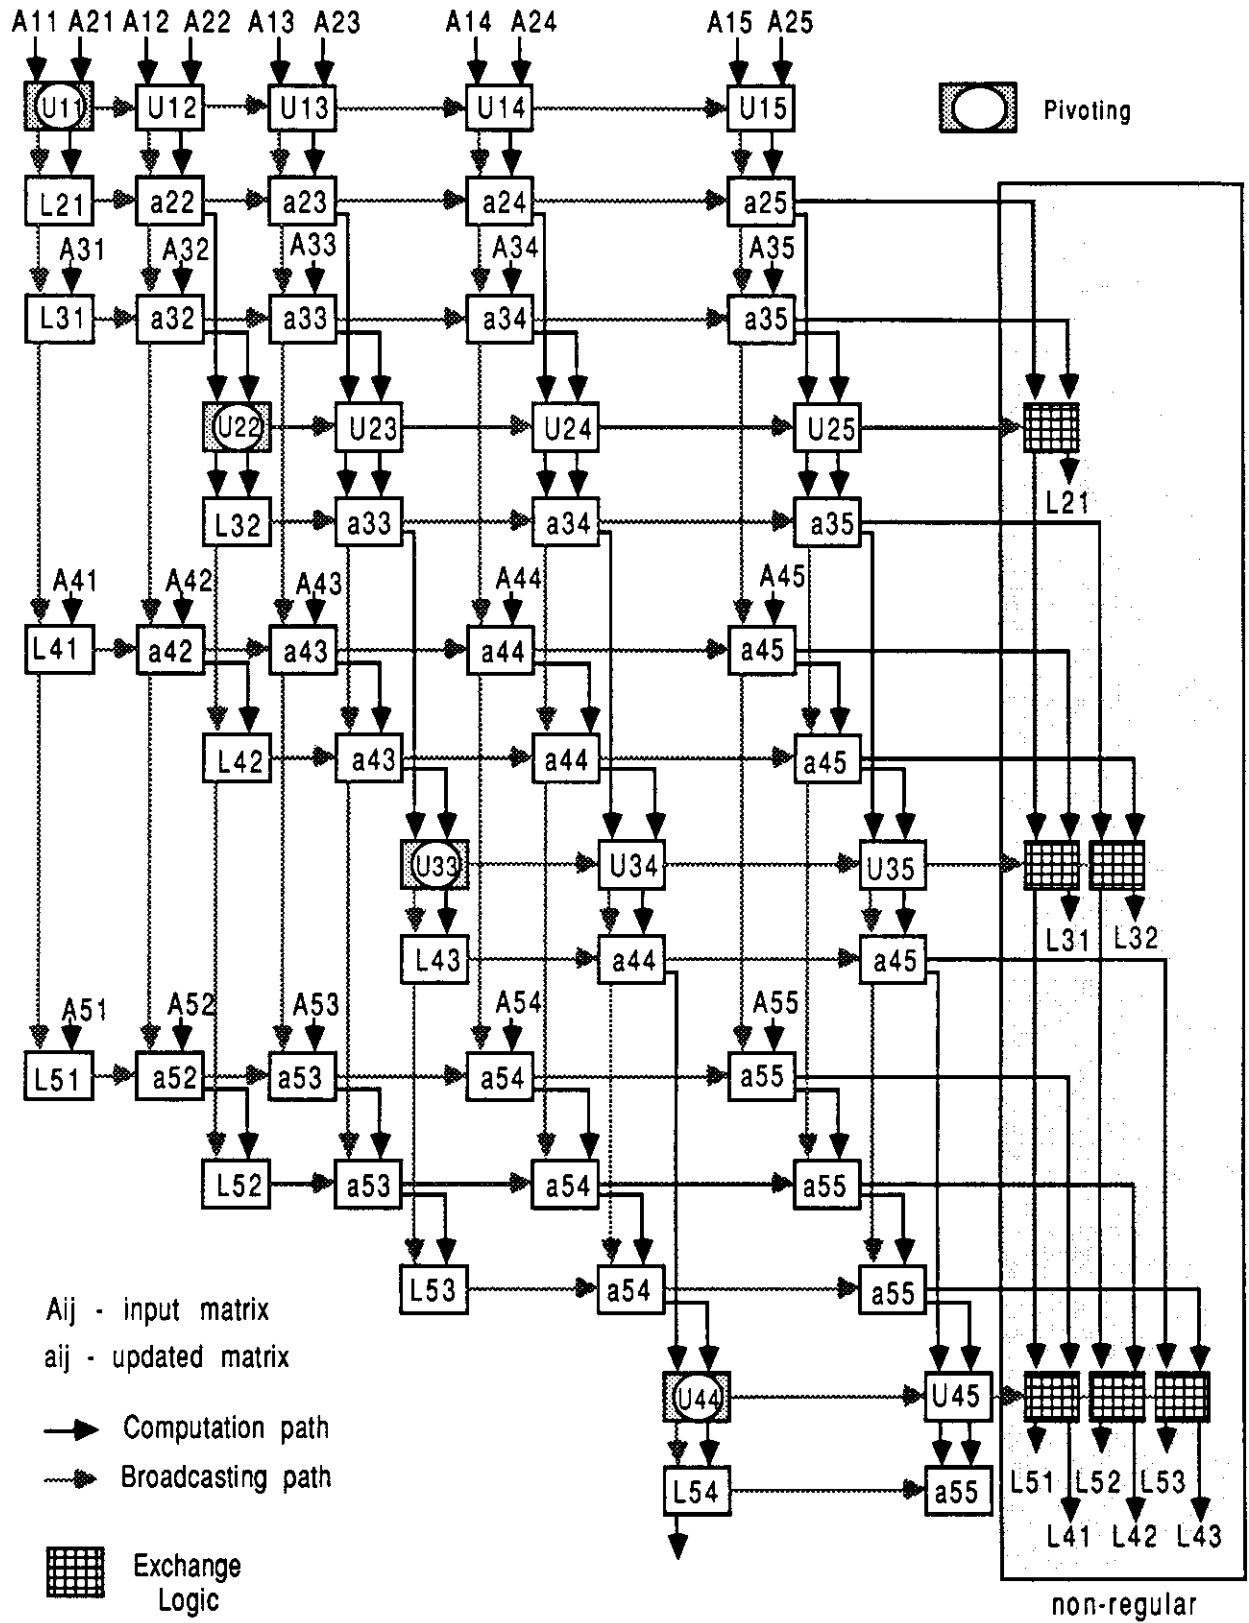 A11 A21 A12 A22 A13 A23 A14 A24 A15 A25
U11 U12 U13 U14 U15 Pivoting
L21 a22 a23 a24 a25
A31 A32 A33 A34 A35
L31 a32 a33 a34 a35
U22 U23 U24 U25
L21
L32 a33 a34 a35
A41 A42 A43 A44 A45
L41 a42 a43 a44 a45
L42 a43 a44 a45
U33 U34 U35
L31 L32
L43 a44 a45
A51 A52 A53 A54 A55
L51 a52 a53 a54 a55
L52 a53 a54 a55
L53 a54 a55
Aij - input matrix
aij - updated matrix
U44 U45
Computation path
Broadcasting path
L51 L52 L53
L54 a55
L41 L42 L43
Exchange
Logic
non-regular